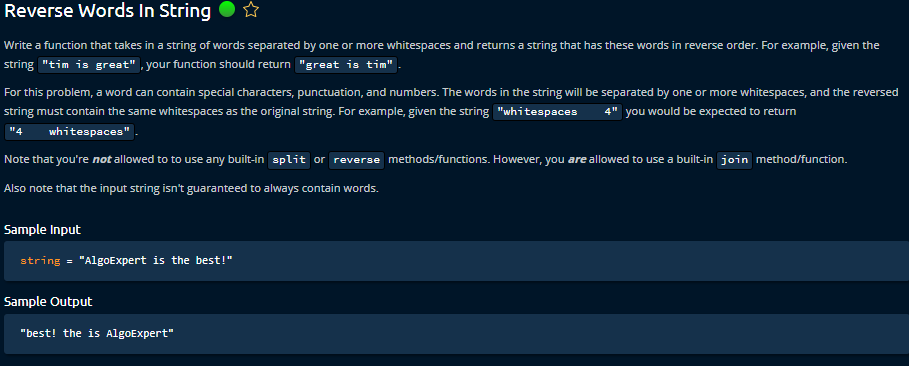 Reverse Words In String
Write a function that takes in a string of words separated by one or more whitespaces and returns a string that has these words in reverse order. For example, given the
string "tim is great", your function should return "great is tim".
For this problem, a word can contain special characters, punctuation, and numbers. The words in the string will be separated by one or more whitespaces, and the reversed
string must contain the same whitespaces as the original string. For example, given the string "whitespaces    4" you would be expected to return
"4    whitespaces".
Note that you're not allowed to to use any built-in split or reverse methods/functions. However, you are allowed to use a built-in join method/function.
Also note that the input string isn't guaranteed to always contain words.
Sample Input
string = "AlgoExpert is the best!"
Sample Output
"best! the is AlgoExpert"